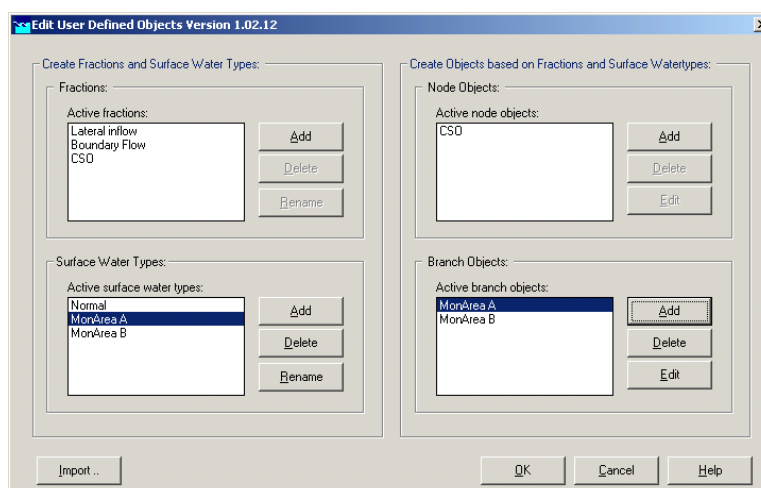 Edit User Defined Objects Version 1.02.12
Create Fractions and Surface Water Types:
Fractions:
Active fractions:
Lateral inflow
Boundary Flow
CSO
Add
Delete
Rename
Surface Water Types:
Active surface water types:
Normal
MonArea A
MonArea B
Add
Delete
Rename
Create Objects based on Fractions and Surface Watertypes:
Node Objects:
Active node objects:
CSO
Add
Delete
Edit
Branch Objects:
Active branch objects:
MonArea A
MonArea B
Add
Delete
Edit
Import ..
OK
Cancel
Help